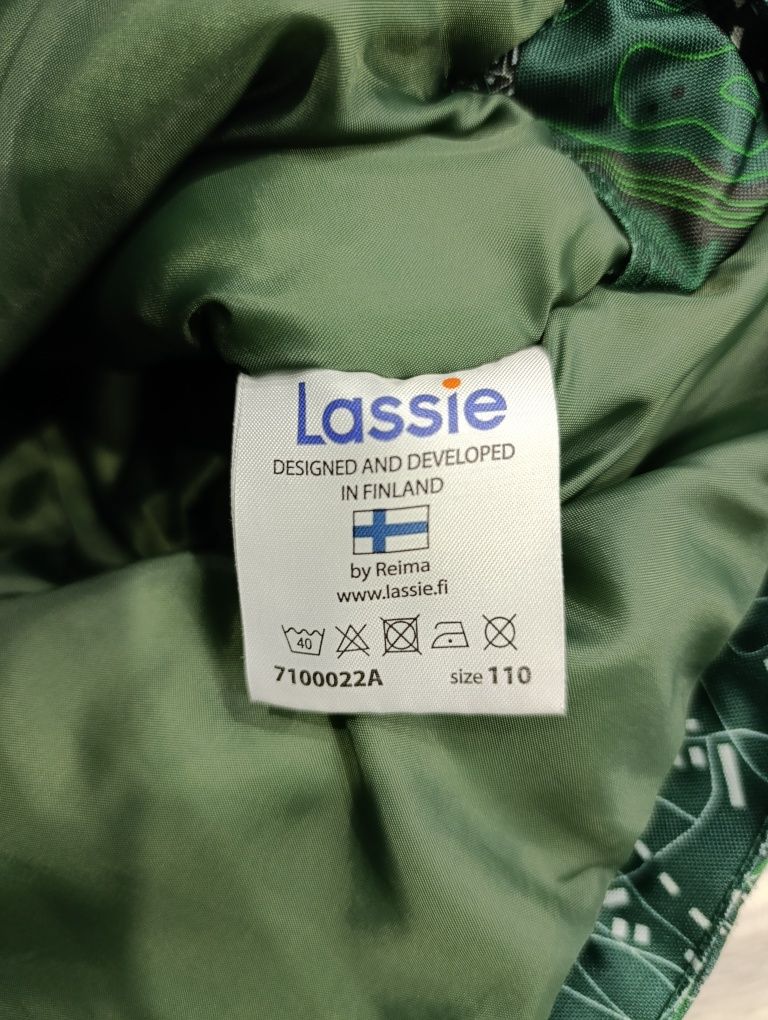 Lassie
DESIGNED AND DEVELOPED
IN FINLAND
by Reima
www.lassie.fi
40
7100022A size 110